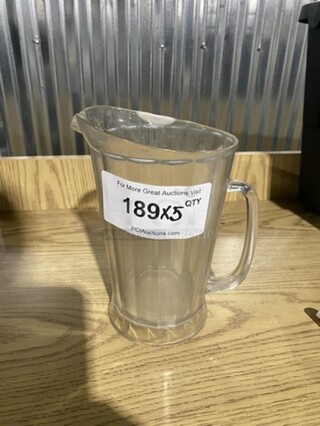 For More Great Auctions Visit
189X5 QTY
PCIAuctions.com